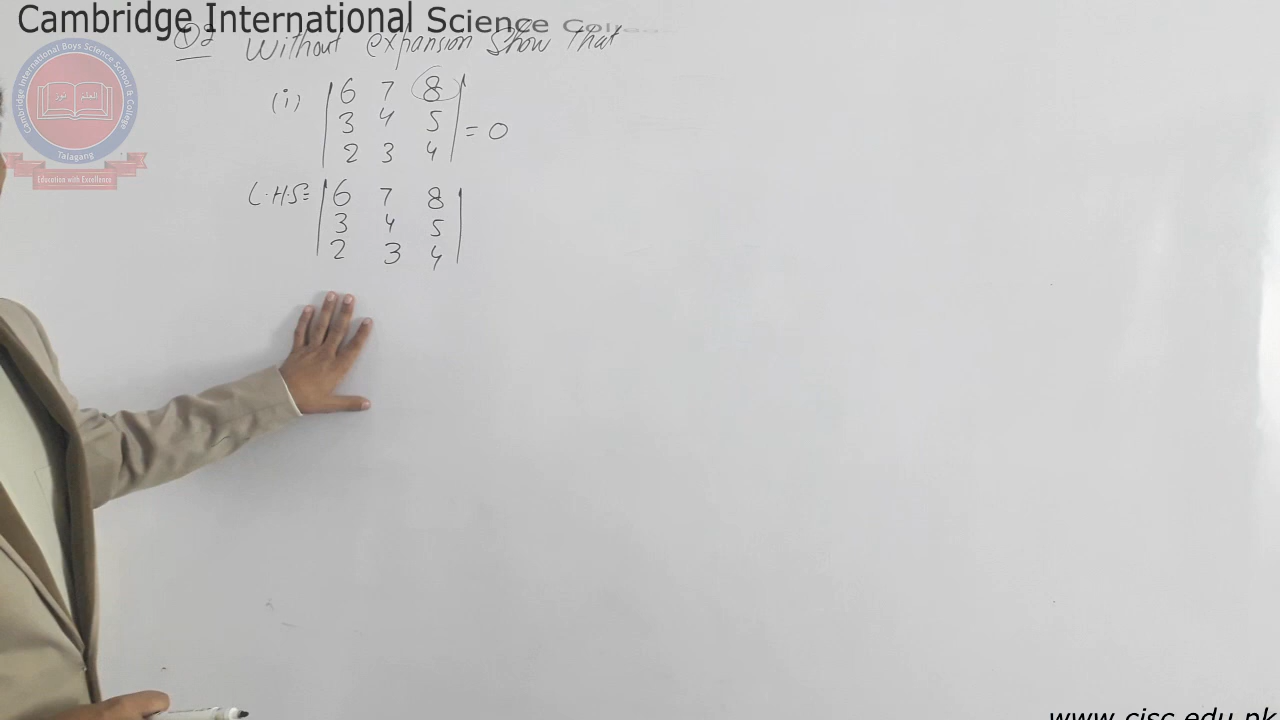 Cambridge International Science College
Q2 Without expansion Show that
(i) | 6 7 8 |
| 3 4 5 | = 0
| 2 3 4 |
L.H.S = | 6 7 8 |
| 3 4 5 |
| 2 3 4 |
Cambridge International Boys Science School & College
Talagang
Education with Excellence
www.cisc.edu.pk